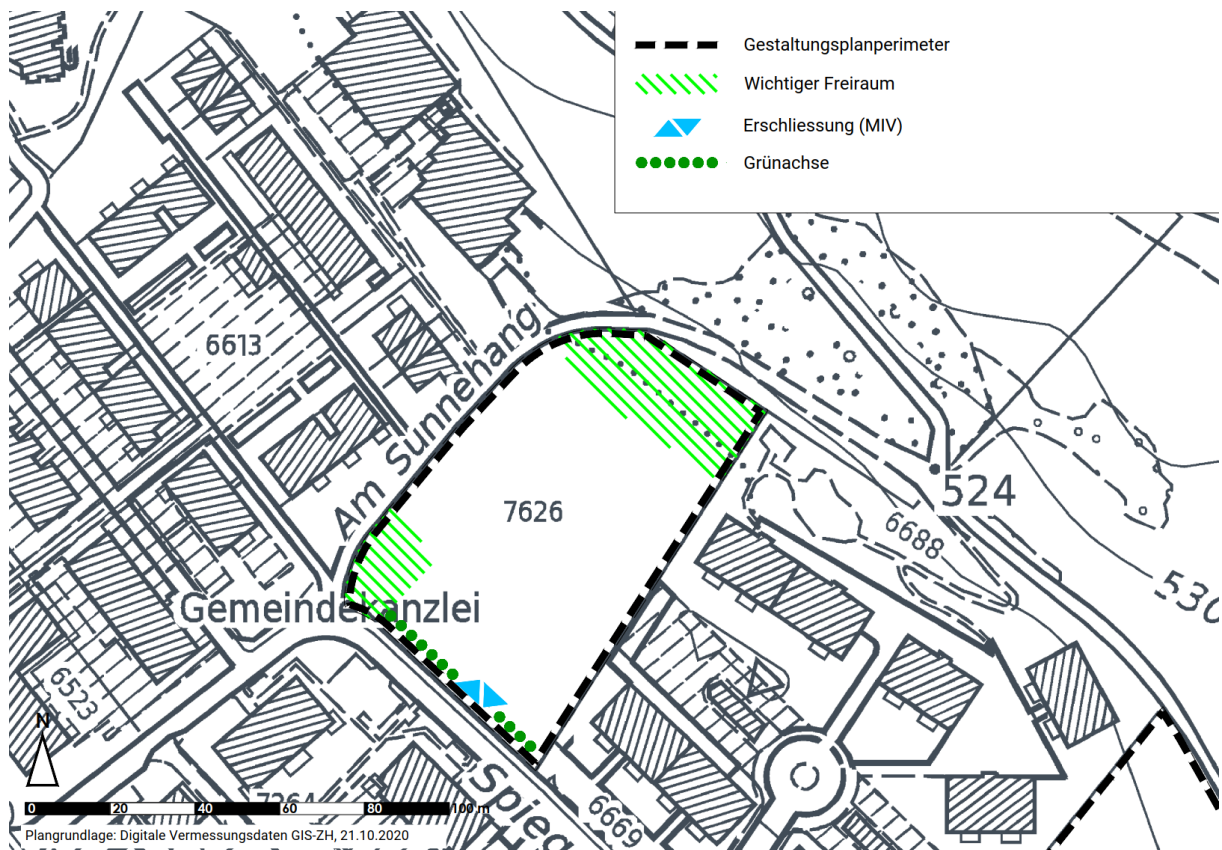 Gestaltungsplanperimeter
Wichtiger Freiraum
Erschliessung (MIV)
Grünachse
6613
Am Sunnehang
7626
524
6688
530
Gemeindekanzlei
6523
N
7264
Spieg
6669
0 20 40 60 80 100 m
Plangrundlage: Digitale Vermessungsdaten GIS-ZH, 21.10.2020